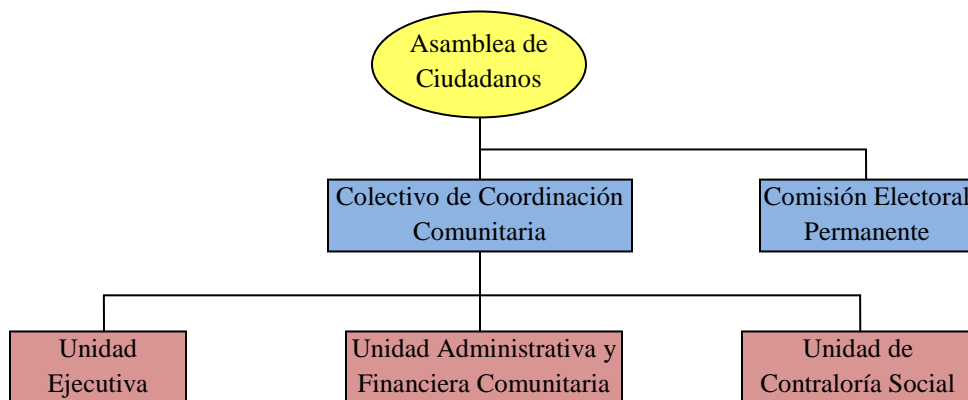 Asamblea de
Ciudadanos
Colectivo de Coordinación
Comunitaria
Comisión Electoral
Permanente
Unidad
Ejecutiva
Unidad Administrativa y
Financiera Comunitaria
Unidad de
Contraloría Social